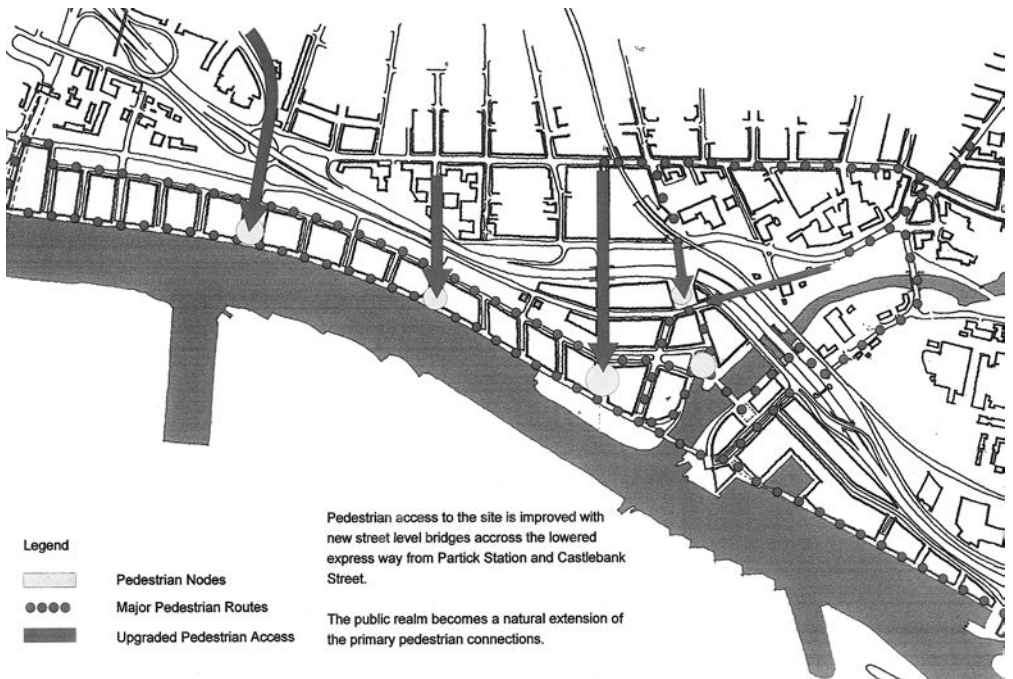 Legend
Pedestrian Nodes
Major Pedestrian Routes
Upgraded Pedestrian Access
Pedestrian access to the site is improved with
new street level bridges accross the lowered
express way from Partick Station and Castlebank
Street.
The public realm becomes a natural extension of
the primary pedestrian connections.